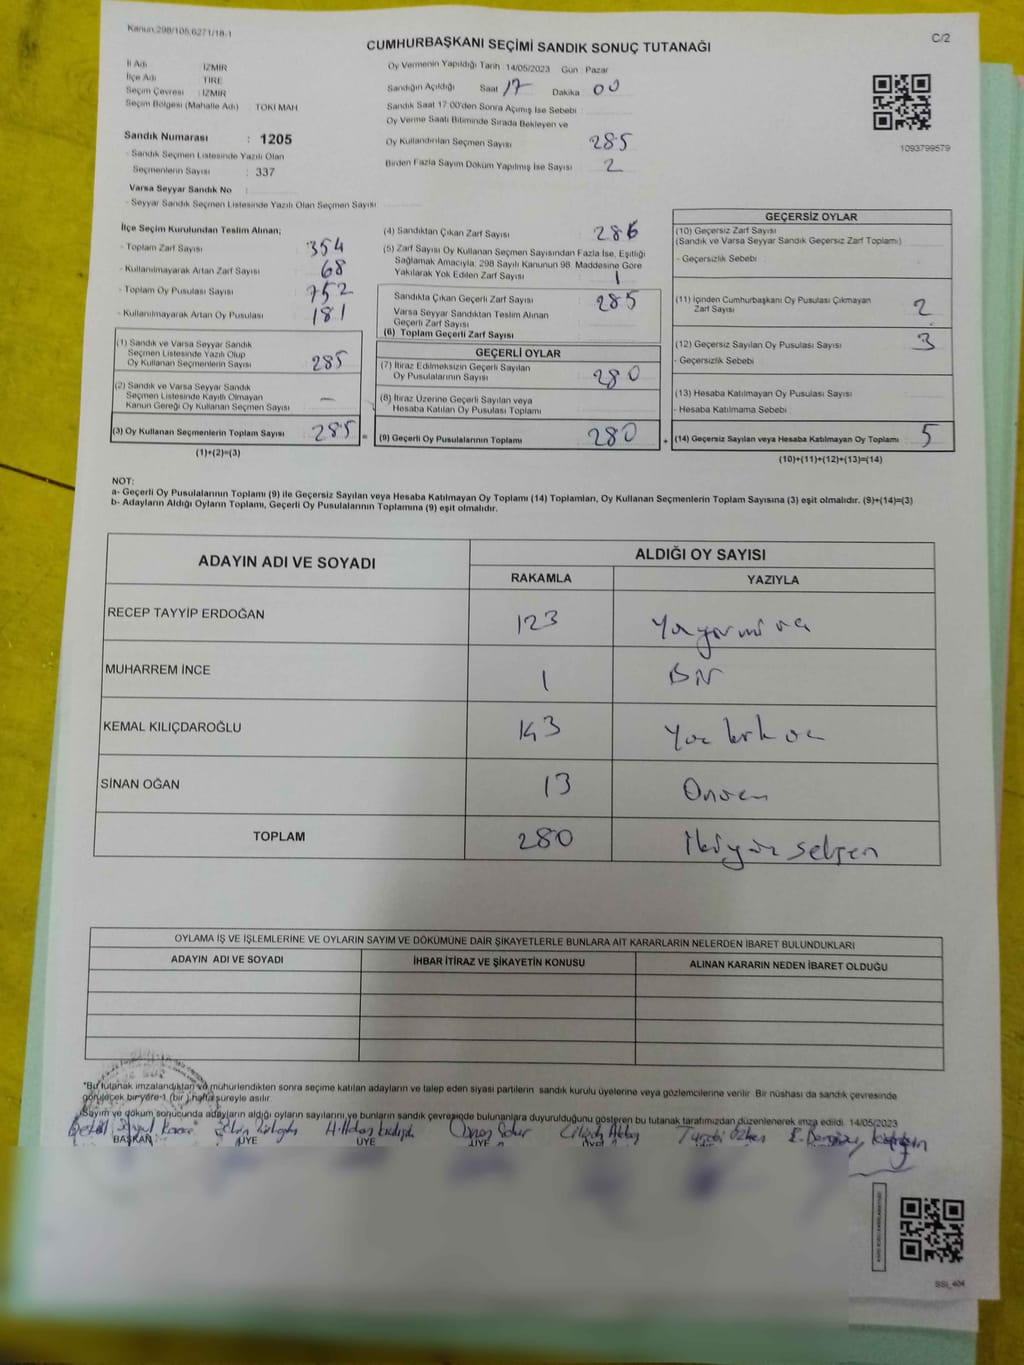 Kanun.298/105,6271/18-1
C/2
CUMHURBAŞKANI SEÇİMİ SANDIK SONUÇ TUTANAĞI
İl Adı İZMİR
İlçe Adı TİRE
Seçim Çevresi : İZMİR
Seçim Bölgesi (Mahalle Adı) TOKİ MAH
Sandık Numarası : 1205
- Sandık Seçmen Listesinde Yazılı Olan
Seçmenlerin Sayısı : 337
Varsa Seyyar Sandık No :
- Seyyar Sandık Seçmen Listesinde Yazılı Olan Seçmen Sayısı
Oy Vermenin Yapıldığı Tarih 14/05/2023 Gün Pazar
Sandığın Açıldığı Saat 17 Dakika 00
Sandık Saat 17:00'den Sonra Açılmış İse Sebebi
Oy Verme Saati Bitiminde Sırada Bekleyen ve
Oy Kullandırılan Seçmen Sayısı 285
Birden Fazla Sayım Döküm Yapılmış İse Sayısı 2
1093799579
İlçe Seçim Kurulundan Teslim Alınan;
- Toplam Zarf Sayısı 354
- Kullanılmayarak Artan Zarf Sayısı 68
- Toplam Oy Pusulası Sayısı 752
- Kullanılmayarak Artan Oy Pusulası 181
(1) Sandık ve Varsa Seyyar Sandık
Seçmen Listesinde Yazılı Olup
Oy Kullanan Seçmenlerin Sayısı 285
(2) Sandık ve Varsa Seyyar Sandık
Seçmen Listesinde Kayıtlı Olmayan
Kanun Gereği Oy Kullanan Seçmen Sayısı –
(3) Oy Kullanan Seçmenlerin Toplam Sayısı 285 =
(1)+(2)=(3)
(4) Sandıktan Çıkan Zarf Sayısı 286
(5) Zarf Sayısı Oy Kullanan Seçmen Sayısından Fazla İse, Eşitliği
Sağlamak Amacıyla; 298 Sayılı Kanunun 98. Maddesine Göre
Yakılarak Yok Edilen Zarf Sayısı 1
Sandıkta Çıkan Geçerli Zarf Sayısı 285
Varsa Seyyar Sandıktan Teslim Alınan
Geçerli Zarf Sayısı
(6) Toplam Geçerli Zarf Sayısı
GEÇERLİ OYLAR
(7) İtiraz Edilmeksizin Geçerli Sayılan
Oy Pusulalarının Sayısı 280
(8) İtiraz Üzerine Geçerli Sayılan veya
Hesaba Katılan Oy Pusulası Toplamı
(9) Geçerli Oy Pusulalarının Toplamı 280 +
GEÇERSİZ OYLAR
(10) Geçersiz Zarf Sayısı
(Sandık ve Varsa Seyyar Sandık Geçersiz Zarf Toplamı)
- Geçersizlik Sebebi
(11) İçinden Cumhurbaşkanı Oy Pusulası Çıkmayan
Zarf Sayısı 2
(12) Geçersiz Sayılan Oy Pusulası Sayısı 3
- Geçersizlik Sebebi
(13) Hesaba Katılmayan Oy Pusulası Sayısı
- Hesaba Katılmama Sebebi
(14) Geçersiz Sayılan veya Hesaba Katılmayan Oy Toplamı 5
(10)+(11)+(12)+(13)=(14)
NOT:
a- Geçerli Oy Pusulalarının Toplamı (9) ile Geçersiz Sayılan veya Hesaba Katılmayan Oy Toplamı (14) Toplamları, Oy Kullanan Seçmenlerin Toplam Sayısına (3) eşit olmalıdır. (9)+(14)=(3)
b- Adayların Aldığı Oyların Toplamı, Geçerli Oy Pusulalarının Toplamına (9) eşit olmalıdır.
ADAYIN ADI VE SOYADI ALDIĞI OY SAYISI
RAKAMLA YAZIYLA
RECEP TAYYİP ERDOĞAN 123
MUHARREM İNCE 1 BİR
KEMAL KILIÇDAROĞLU 143
SİNAN OĞAN 13
TOPLAM 280 İkiyüz seksen
OYLAMA İŞ VE İŞLEMLERİNE VE OYLARIN SAYIM VE DÖKÜMÜNE DAİR ŞİKAYETLERLE BUNLARA AİT KARARLARIN NELERDEN İBARET BULUNDUKLARI
ADAYIN ADI VE SOYADI İHBAR İTİRAZ VE ŞİKAYETİN KONUSU ALINAN KARARIN NEDEN İBARET OLDUĞU
*Bu tutanak imzalandıktan ve mühürlendikten sonra seçime katılan adayların ve talep eden siyasi partilerin sandık kurulu üyelerine veya gözlemcilerine verilir. Bir nüshası da sandık çevresinde
görülecek bir yere 1 (bir) hafta süreyle asılır.
Sayım ve döküm sonucunda adayların aldığı oyların sayılarını ve bunların sandık çevresinde bulunanlara duyurulduğunu gösteren bu tutanak tarafımızdan düzenlenerek imza edildi. 14/05/2023
BAŞKAN ÜYE ÜYE ÜYE
SSİ_404